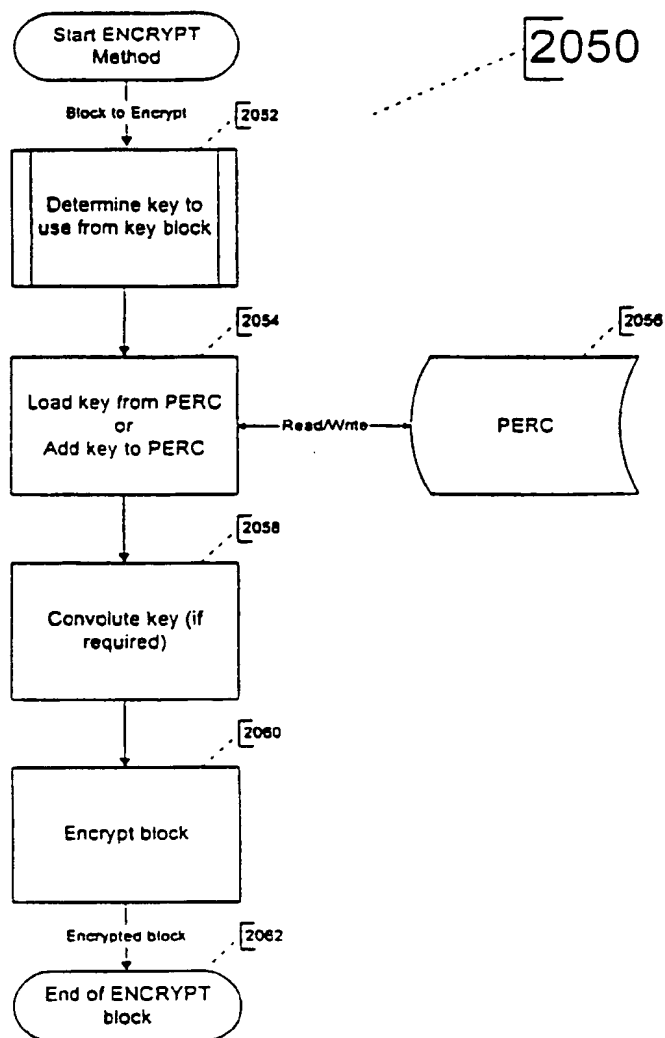 Start ENCRYPT
Method
2050
Block to Encrypt
2052
Determine key to
use from key block
2054
2056
Load key from PERC
or
Add key to PERC
Read/Write
PERC
2058
Convolute key (if
required)
2060
Encrypt block
Encrypted block
2062
End of ENCRYPT
block